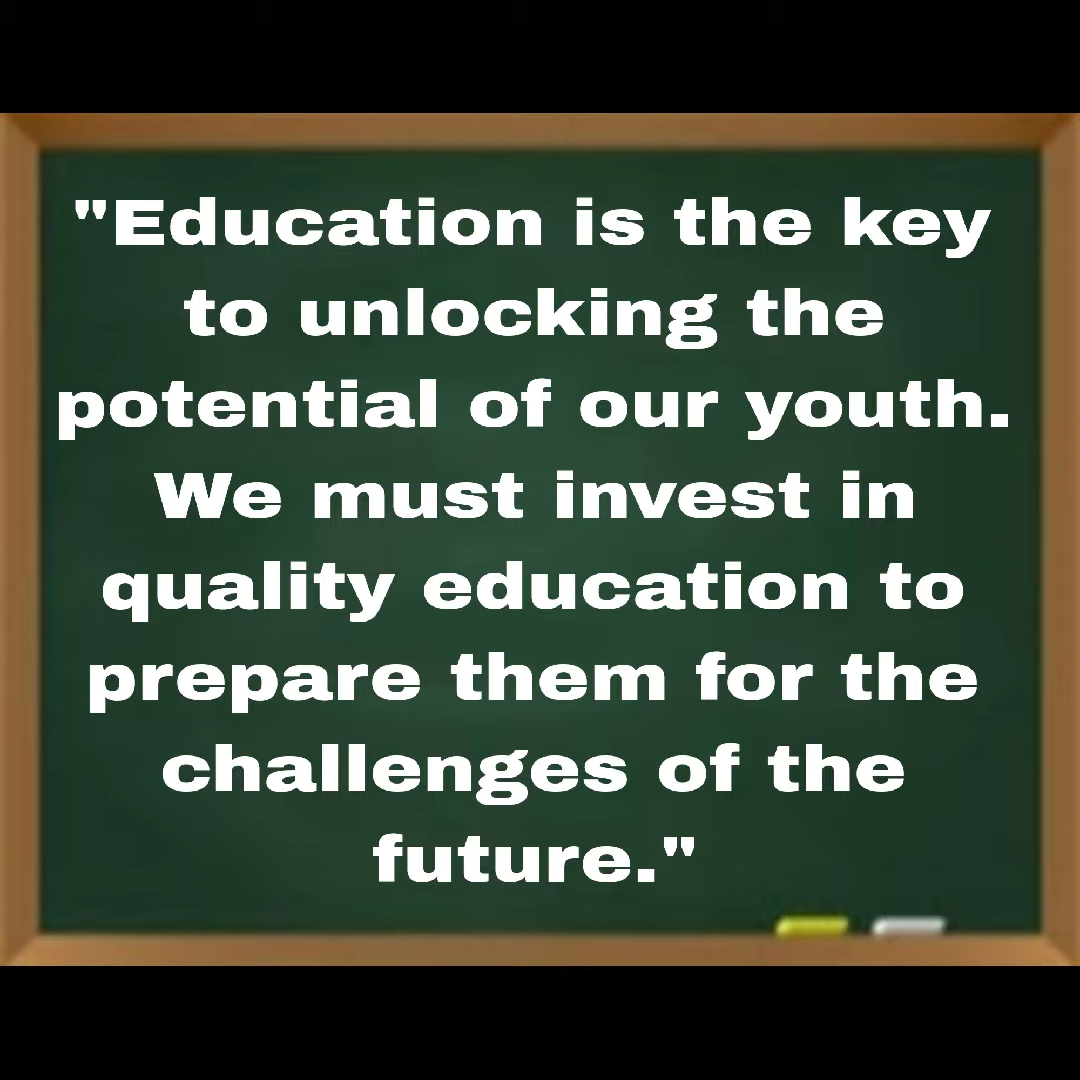 "Education is the key
to unlocking the
potential of our youth.
We must invest in
quality education to
prepare them for the
challenges of the
future."